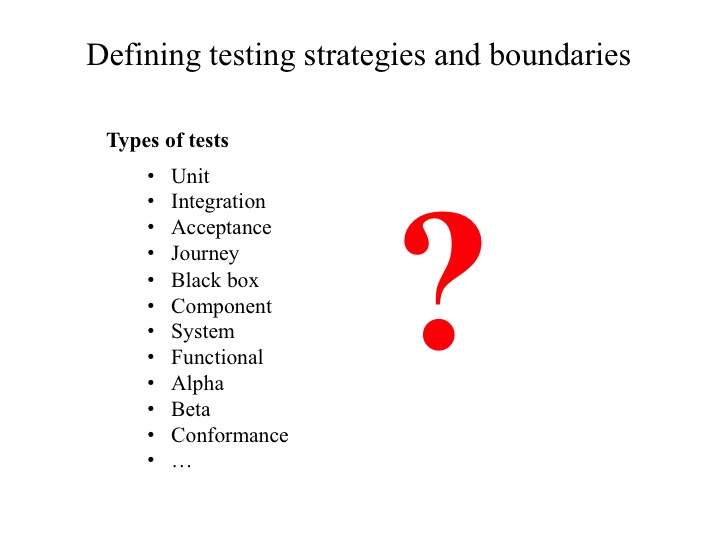 Defining testing strategies and boundaries
Types of tests
• Unit
• Integration
• Acceptance
• Journey
• Black box
• Component
• System
• Functional
• Alpha
• Beta
• Conformance
• …
?